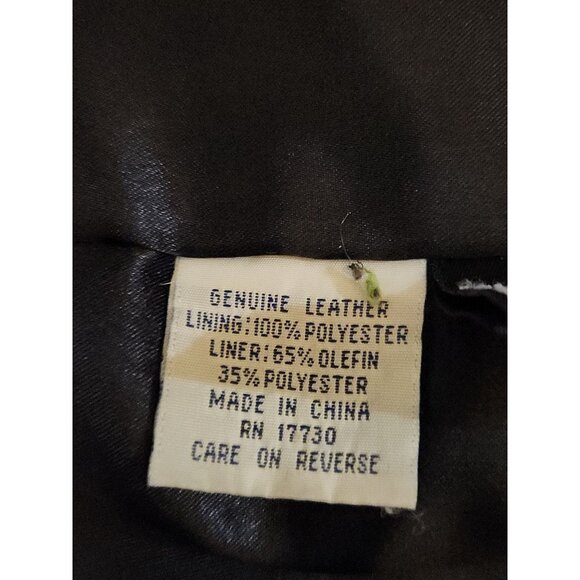 GENUINE LEATHER
LINING:100% POLYESTER
LINER:65% OLEFIN
35% POLYESTER
MADE IN CHINA
RN 17730
CARE ON REVERSE